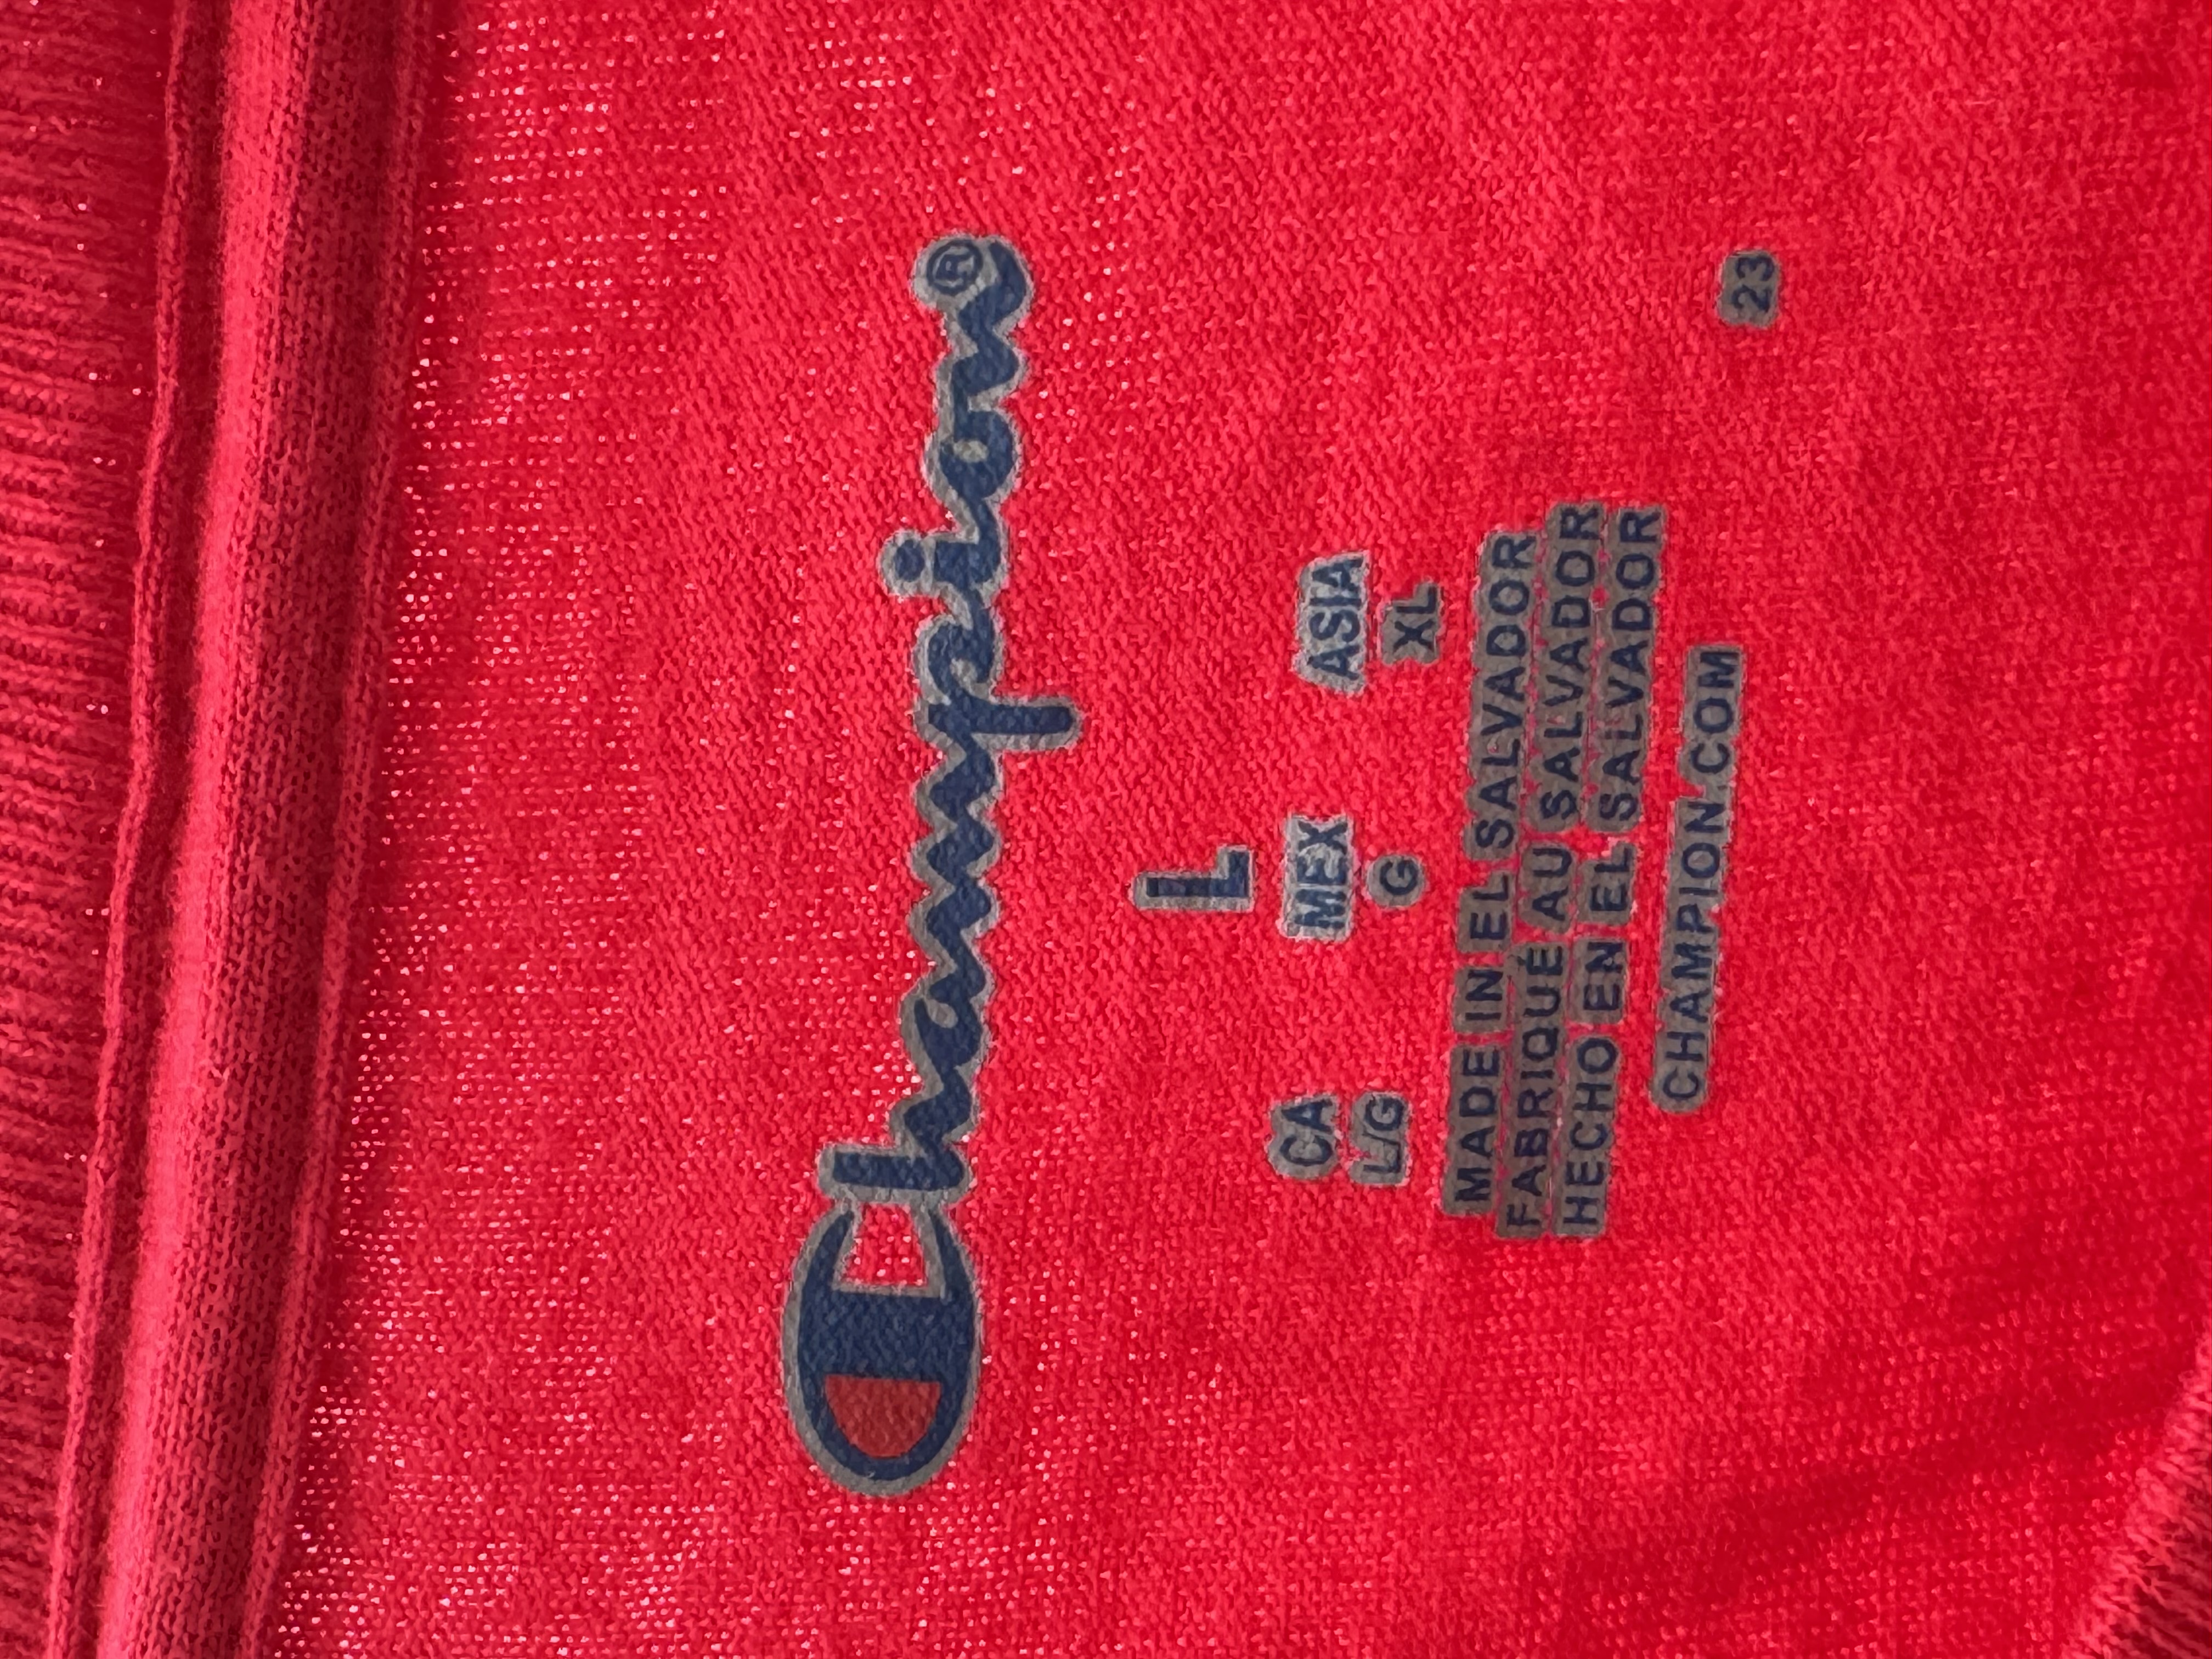 Champion®
L
CA MEX ASIA
L/G G XL
MADE IN EL SALVADOR
FABRIQUÉ AU SALVADOR
HECHO EN EL SALVADOR
CHAMPION.COM
23